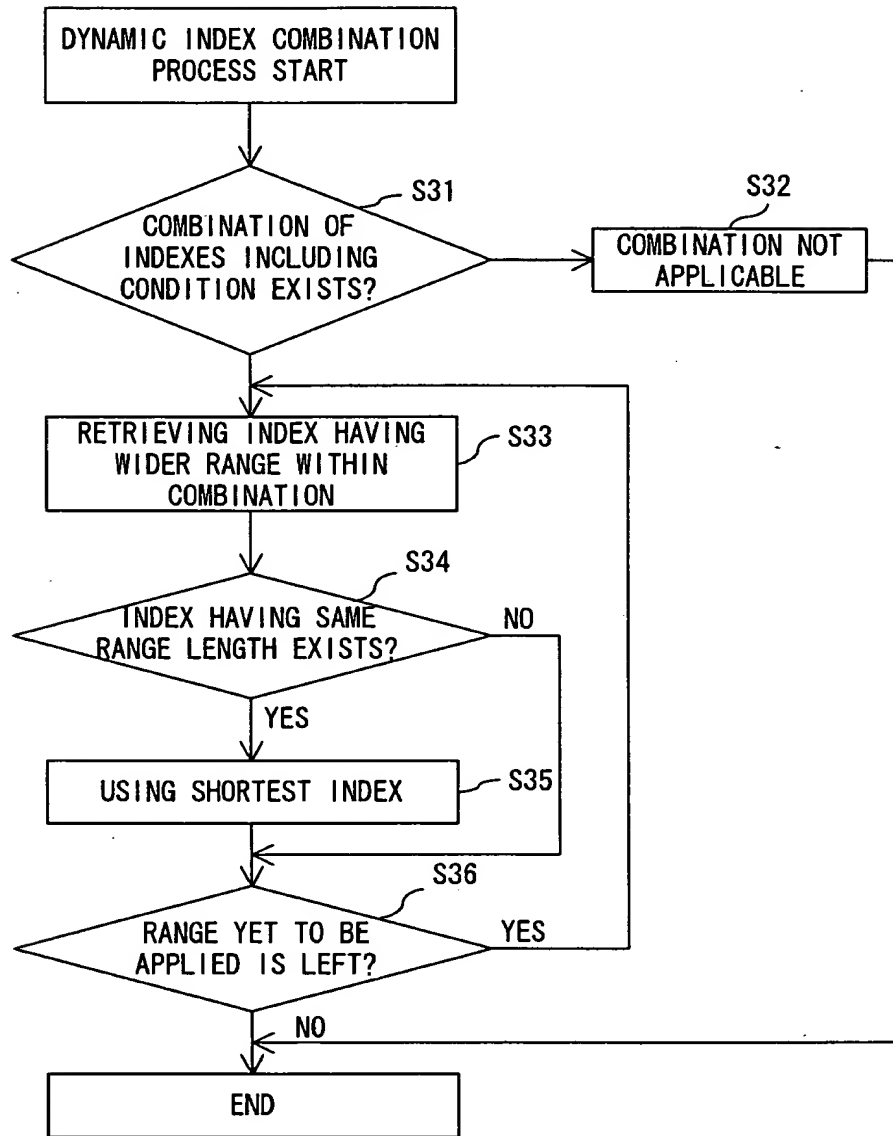 DYNAMIC INDEX COMBINATION
PROCESS START
S31
COMBINATION OF
INDEXES INCLUDING
CONDITION EXISTS?
S32
COMBINATION NOT
APPLICABLE
RETRIEVING INDEX HAVING
WIDER RANGE WITHIN
COMBINATION
S33
S34
INDEX HAVING SAME
RANGE LENGTH EXISTS?
NO
YES
USING SHORTEST INDEX
S35
S36
RANGE YET TO BE
APPLIED IS LEFT?
YES
NO
END